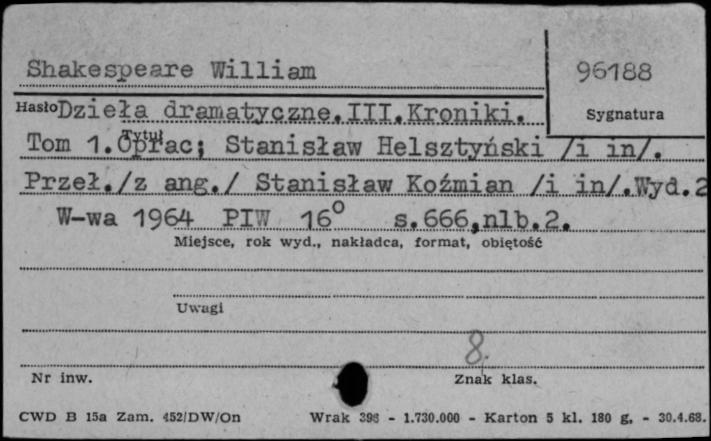 Shakespeare William
96188
Hasło
Sygnatura
Dzieła dramatyczne.III.Kroniki.
Tytuł
Tom 1.Oprac; Stanisław Helsztyński /i in/.
Przeł./z ang./ Stanisław Koźmian /i in/.Wyd.2
W-wa 1964 PIW 16° s.666,nlb.2.
Miejsce, rok wyd., nakładca, format, obiętość
Uwagi
8.
Nr inw.
Znak klas.
CWD B 15a Zam. 452/DW/On
Wrak 396 - 1.730.000 - Karton 5 kl. 180 g. - 30.4.68.